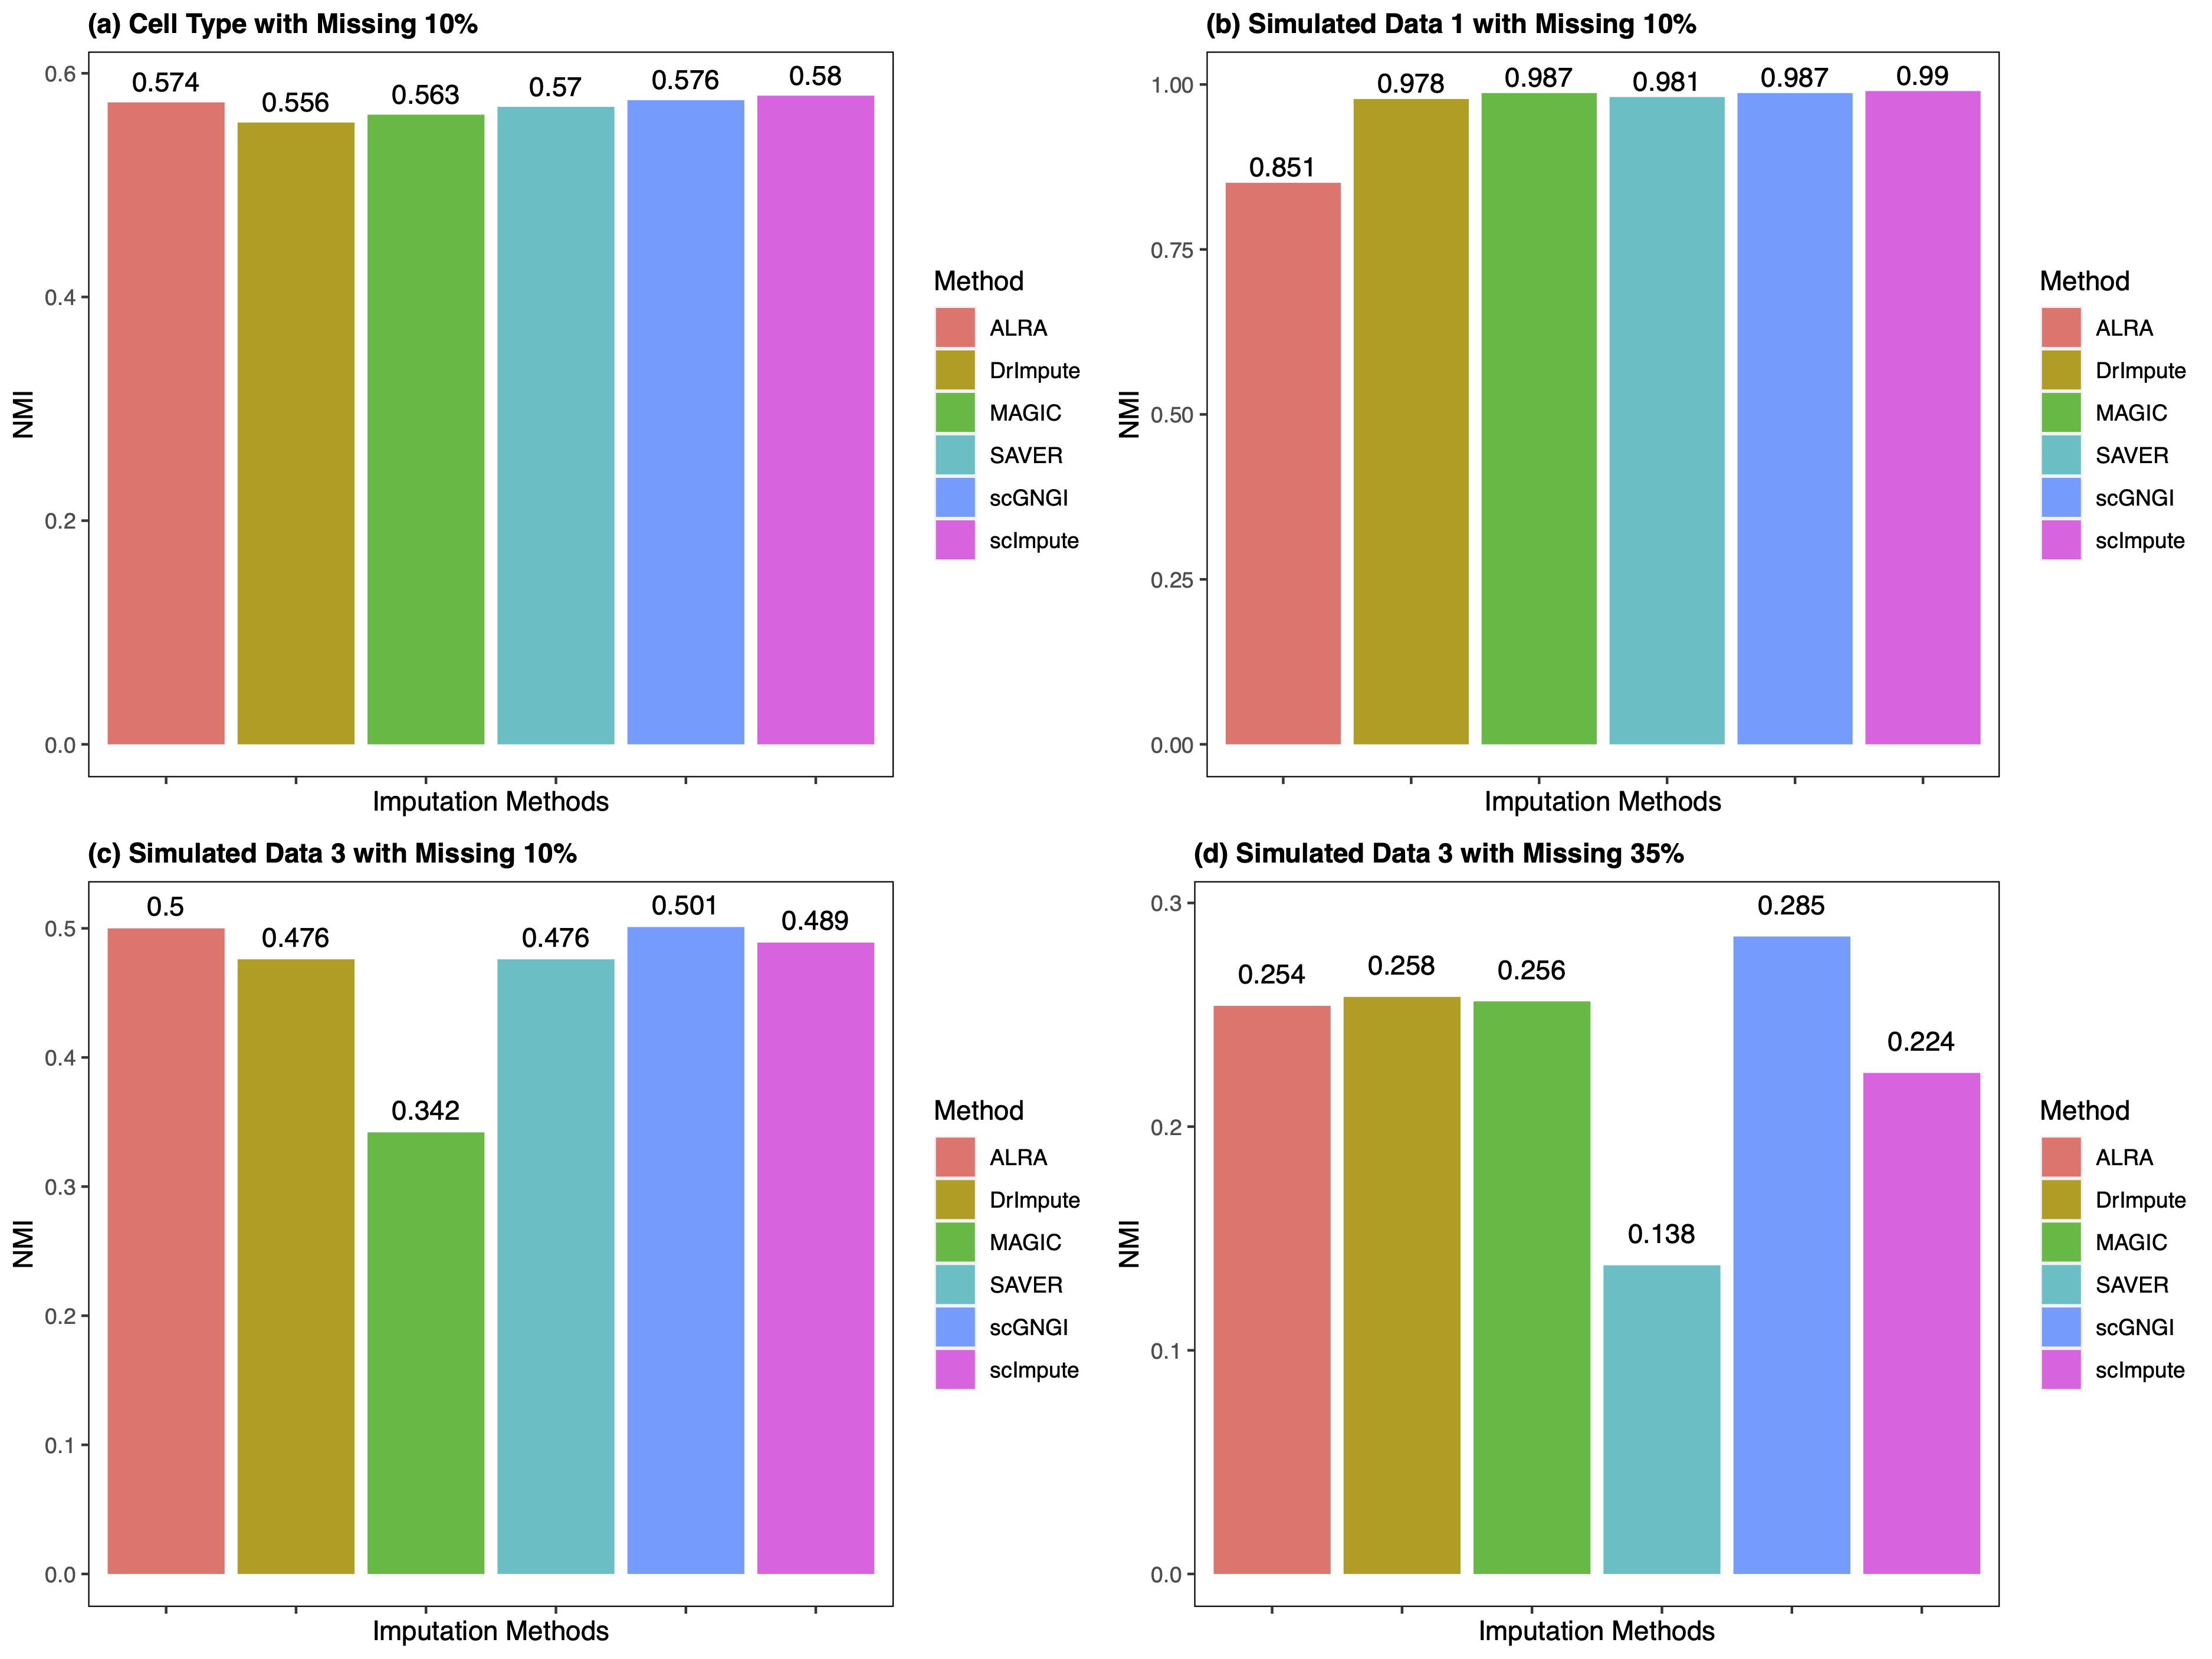 (a) Cell Type with Missing 10%
0.6
0.4
0.2
0.0
NMI
0.574
0.556
0.563
0.57
0.576
0.58
Imputation Methods
Method
ALRA
DrImpute
MAGIC
SAVER
scGNGI
scImpute
(b) Simulated Data 1 with Missing 10%
1.00
0.75
0.50
0.25
0.00
NMI
0.851
0.978
0.987
0.981
0.987
0.99
Imputation Methods
Method
ALRA
DrImpute
MAGIC
SAVER
scGNGI
scImpute
(c) Simulated Data 3 with Missing 10%
0.5
0.4
0.3
0.2
0.1
0.0
NMI
0.5
0.476
0.342
0.476
0.501
0.489
Imputation Methods
Method
ALRA
DrImpute
MAGIC
SAVER
scGNGI
scImpute
(d) Simulated Data 3 with Missing 35%
0.3
0.2
0.1
0.0
NMI
0.254
0.258
0.256
0.138
0.285
0.224
Imputation Methods
Method
ALRA
DrImpute
MAGIC
SAVER
scGNGI
scImpute